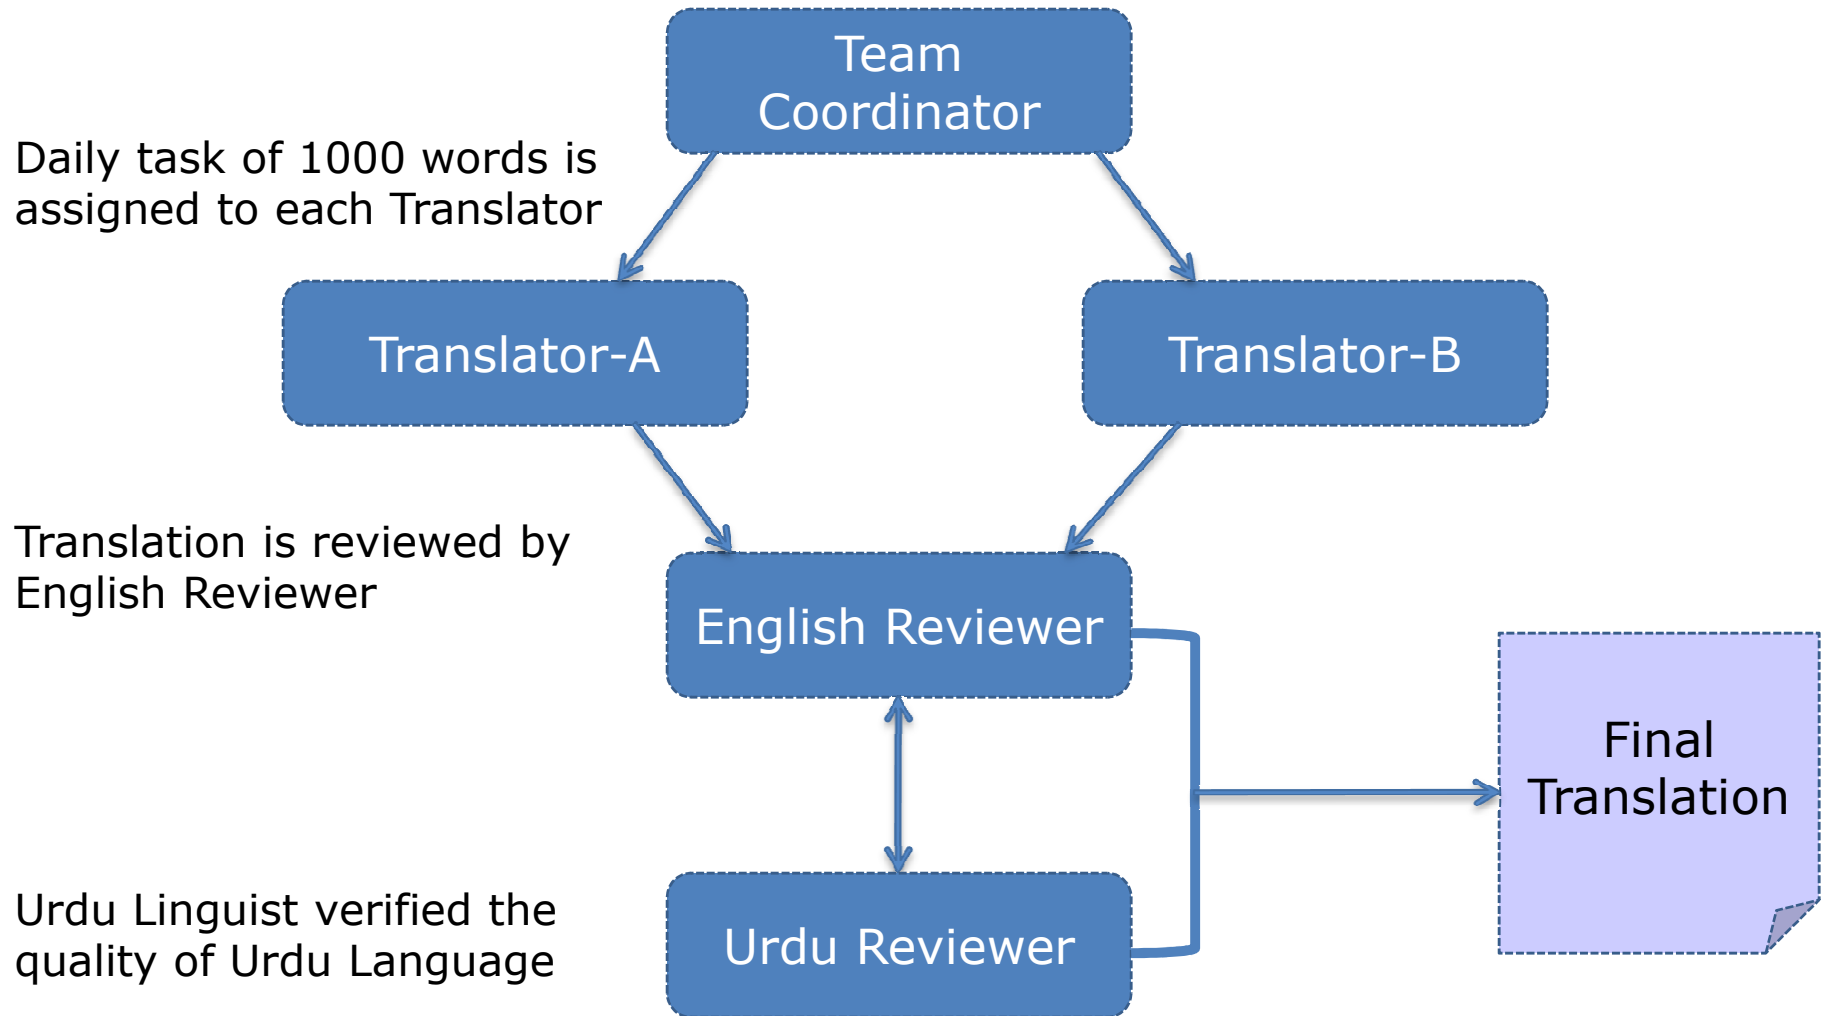 Team
Coordinator
Daily task of 1000 words is
assigned to each Translator
Translator-A
Translator-B
Translation is reviewed by
English Reviewer
English Reviewer
Final
Translation
Urdu Linguist verified the
quality of Urdu Language
Urdu Reviewer